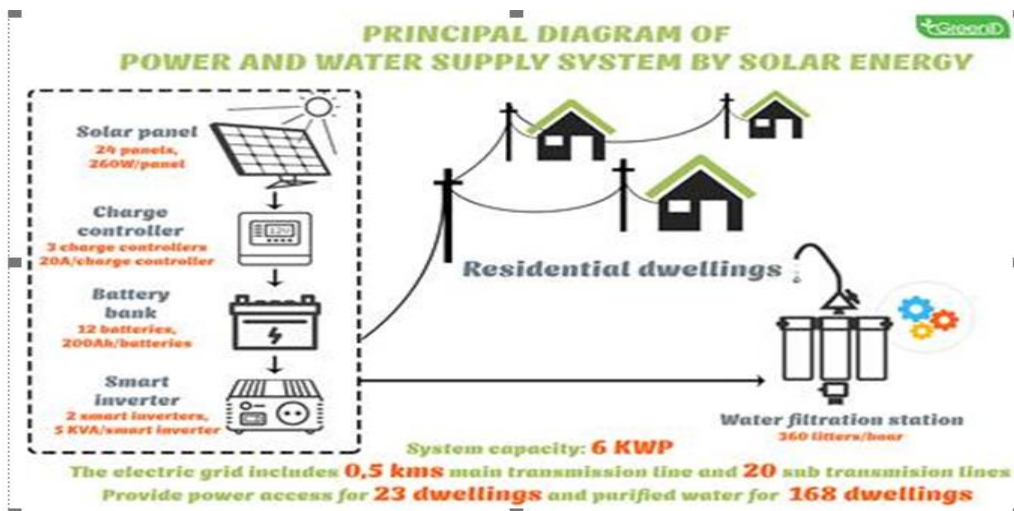 GreenID
PRINCIPAL DIAGRAM OF
POWER AND WATER SUPPLY SYSTEM BY SOLAR ENERGY
Solar panel
24 panels,
260W/panel
Charge
controller
3 charge controllers
20A/charge controller
12V
Battery
bank
12 batteries,
200Ah/batteries
Smart
inverter
2 smart inverters,
5 KVA/smart inverter
Residential dwellings
Water filtration station
360 litters/hour
System capacity: 6 KWP
The electric grid includes 0,5 kms main transmission line and 20 sub transmision lines
Provide power access for 23 dwellings and purified water for 168 dwellings